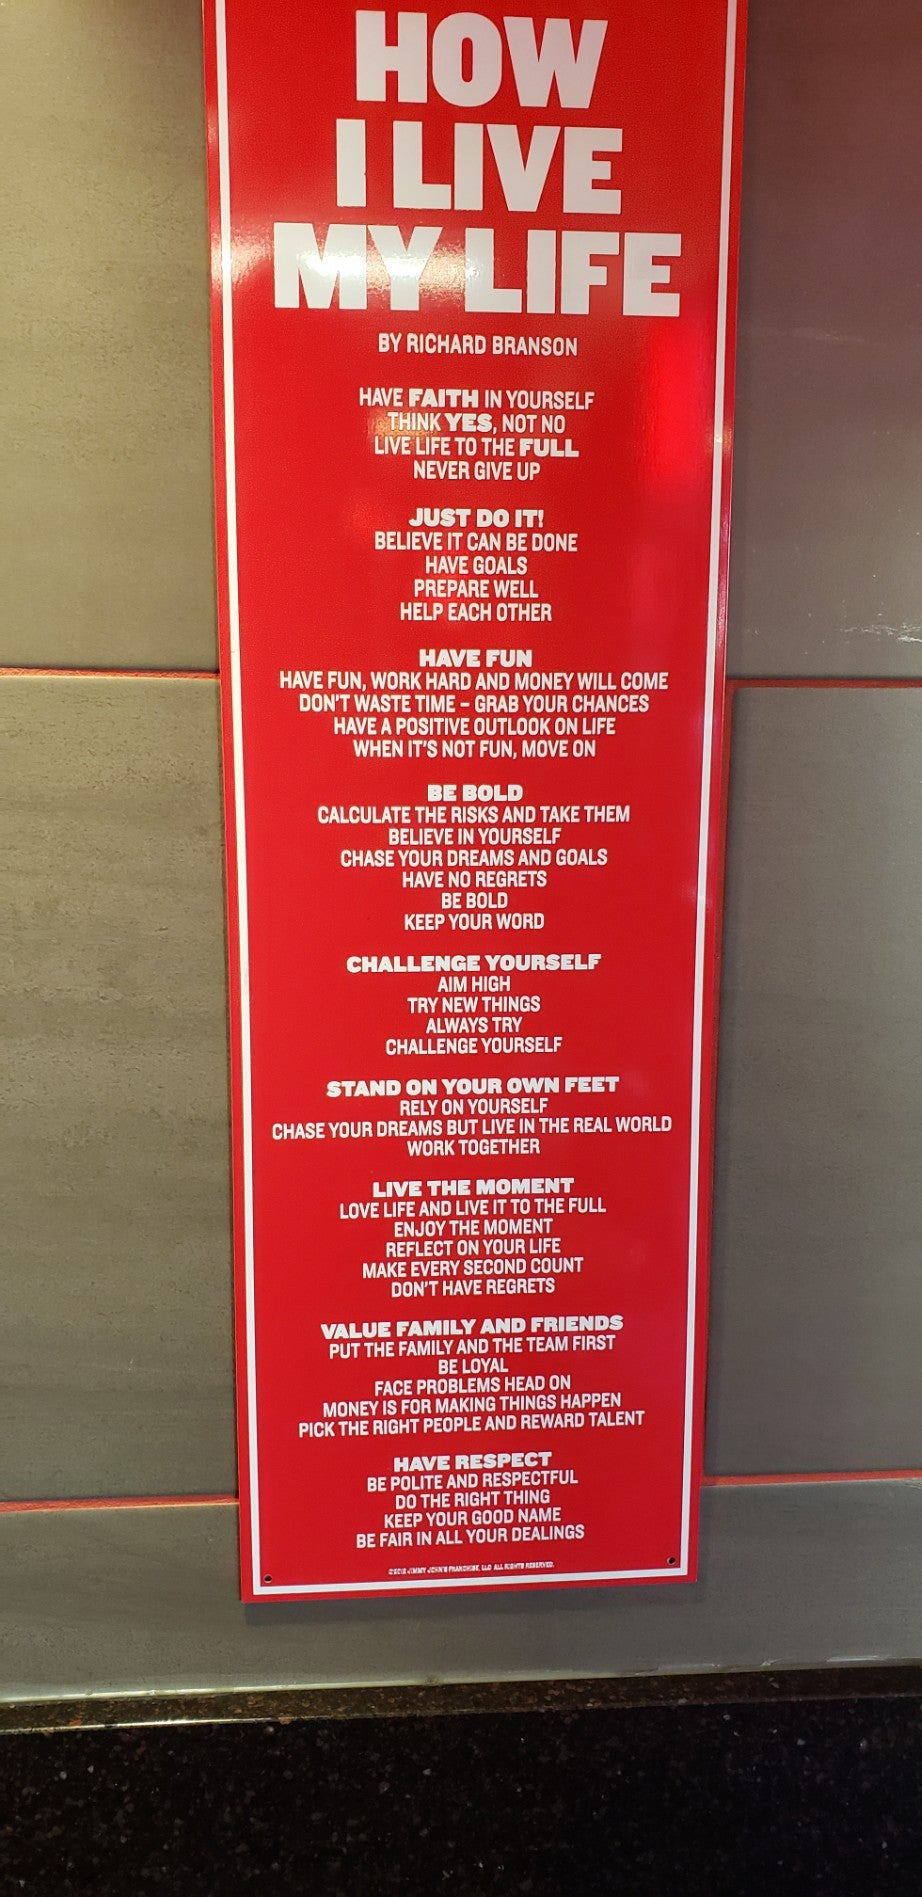 HOW
I LIVE
MY LIFE
BY RICHARD BRANSON
HAVE FAITH IN YOURSELF
THINK YES, NOT NO
LIVE LIFE TO THE FULL
NEVER GIVE UP
JUST DO IT!
BELIEVE IT CAN BE DONE
HAVE GOALS
PREPARE WELL
HELP EACH OTHER
HAVE FUN
HAVE FUN, WORK HARD AND MONEY WILL COME
DON'T WASTE TIME – GRAB YOUR CHANCES
HAVE A POSITIVE OUTLOOK ON LIFE
WHEN IT'S NOT FUN, MOVE ON
BE BOLD
CALCULATE THE RISKS AND TAKE THEM
BELIEVE IN YOURSELF
CHASE YOUR DREAMS AND GOALS
HAVE NO REGRETS
BE BOLD
KEEP YOUR WORD
CHALLENGE YOURSELF
AIM HIGH
TRY NEW THINGS
ALWAYS TRY
CHALLENGE YOURSELF
STAND ON YOUR OWN FEET
RELY ON YOURSELF
CHASE YOUR DREAMS BUT LIVE IN THE REAL WORLD
WORK TOGETHER
LIVE THE MOMENT
LOVE LIFE AND LIVE IT TO THE FULL
ENJOY THE MOMENT
REFLECT ON YOUR LIFE
MAKE EVERY SECOND COUNT
DON'T HAVE REGRETS
VALUE FAMILY AND FRIENDS
PUT THE FAMILY AND THE TEAM FIRST
BE LOYAL
FACE PROBLEMS HEAD ON
MONEY IS FOR MAKING THINGS HAPPEN
PICK THE RIGHT PEOPLE AND REWARD TALENT
HAVE RESPECT
BE POLITE AND RESPECTFUL
DO THE RIGHT THING
KEEP YOUR GOOD NAME
BE FAIR IN ALL YOUR DEALINGS
JIMMY JOHN'S FRANCHISE, LLC ALL RIGHTS RESERVED.